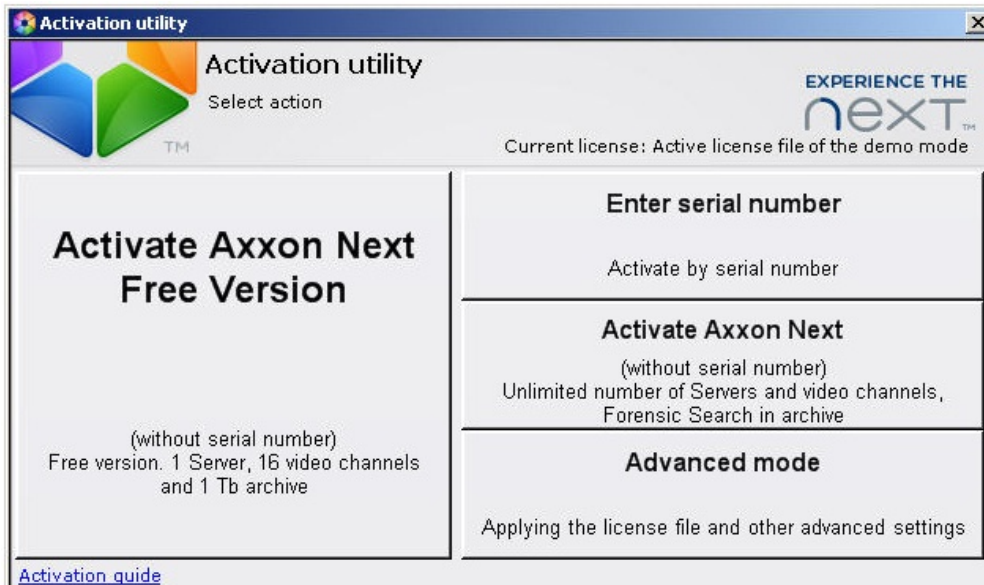 Activation utility
Activation utility
Select action
TM
EXPERIENCE THE
next™
Current license: Active license file of the demo mode
Activate Axxon Next
Free Version
(without serial number)
Free version. 1 Server, 16 video channels
and 1 Tb archive
Enter serial number
Activate by serial number
Activate Axxon Next
(without serial number)
Unlimited number of Servers and video channels,
Forensic Search in archive
Advanced mode
Applying the license file and other advanced settings
Activation guide